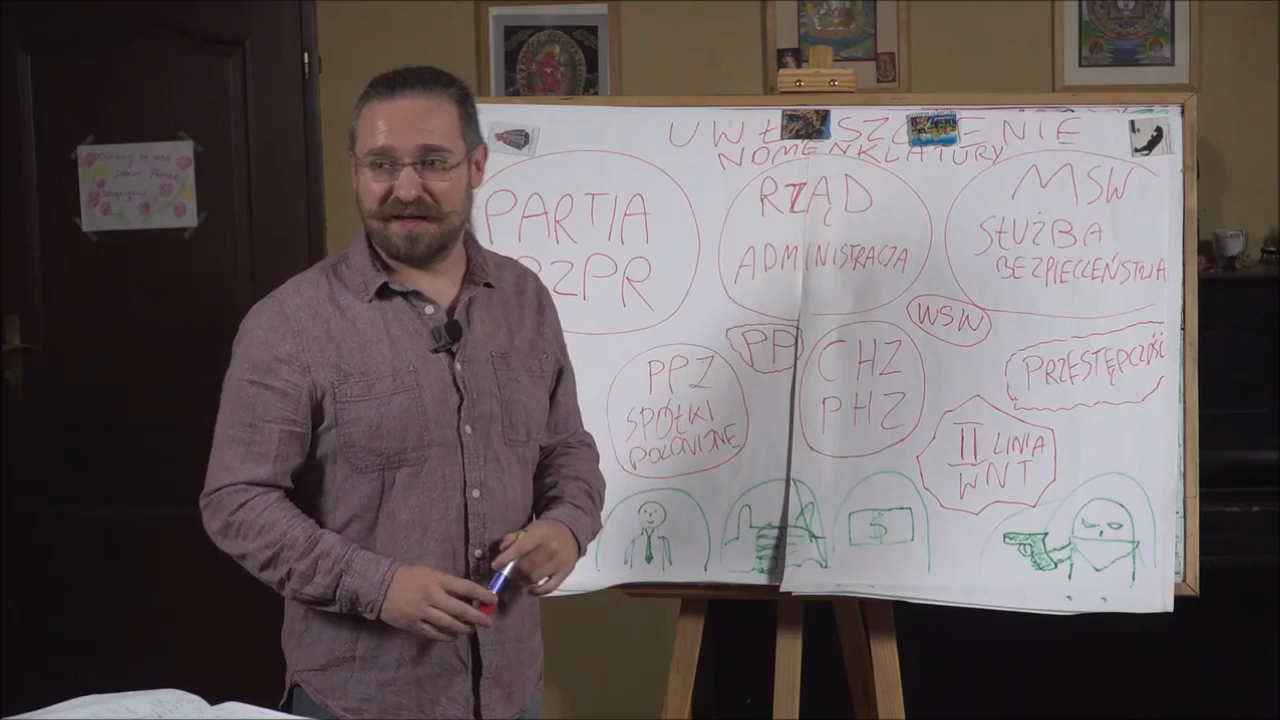 UWŁASZCZENIE
NOMENKLATURY
PARTIA
PZPR
RZĄD
ADMINISTRACJA
MSW
SŁUŻBA
BEZPIECZEŃSTWA
WSW
PP
PPZ
SPÓŁKI
POLONIJNE
CHZ
PHZ
PRZESTĘPCZOŚĆ
II LINIA
WNT
$